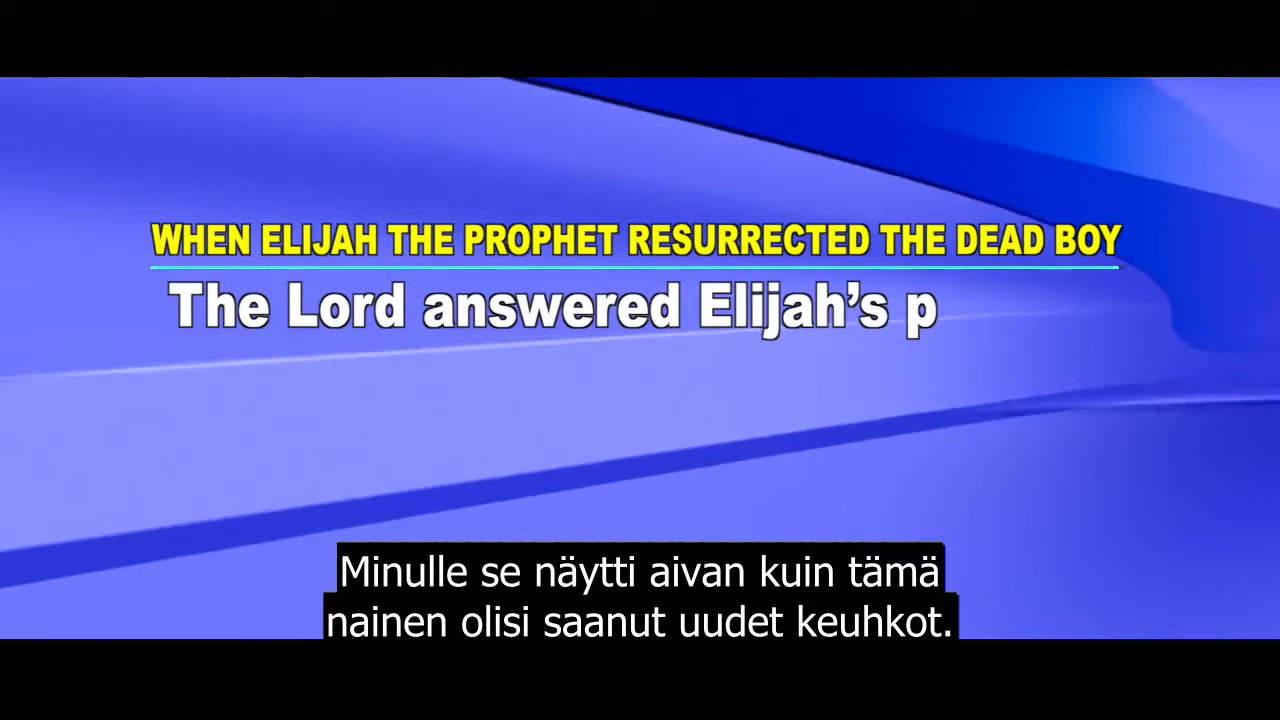 WHEN ELIJAH THE PROPHET RESURRECTED THE DEAD BOY
The Lord answered Elijah’s p
Minulle se näytti aivan kuin tämä
nainen olisi saanut uudet keuhkot.